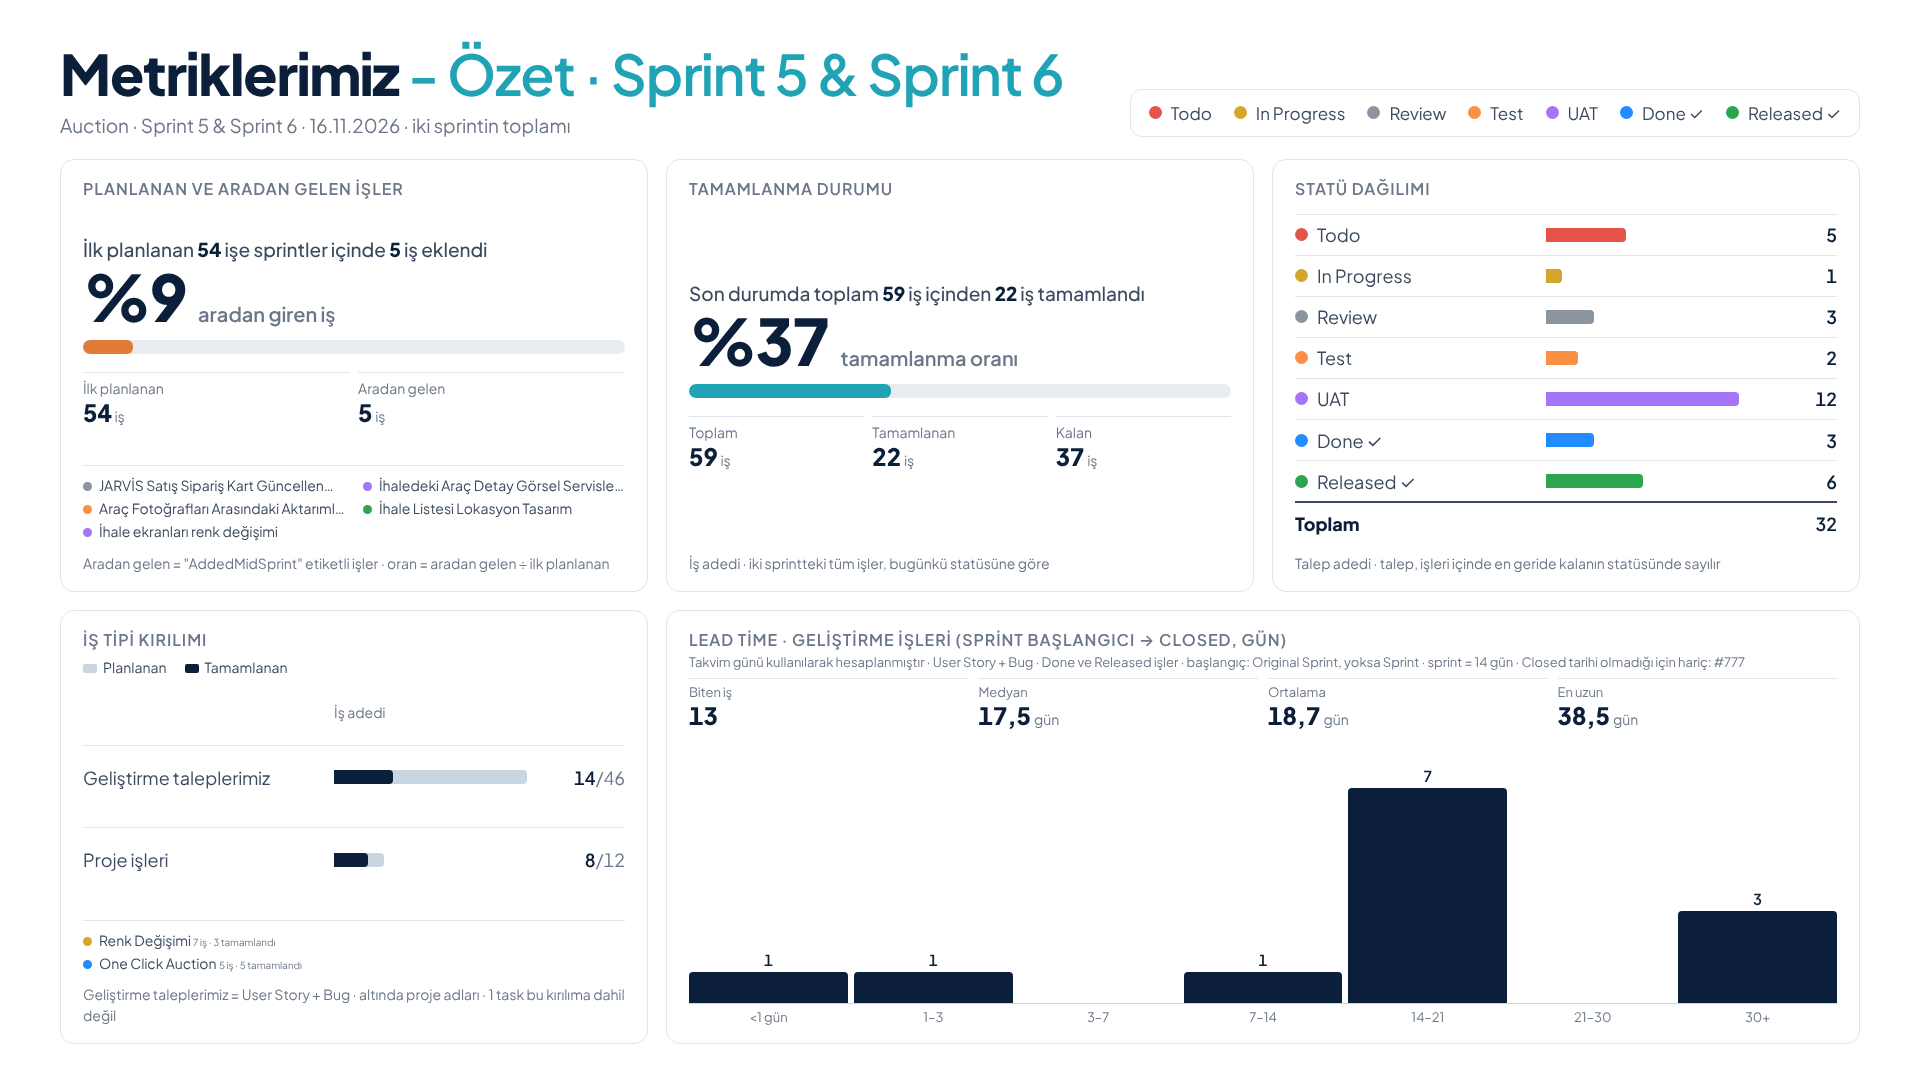 Metriklerimiz – Özet · Sprint 5 & Sprint 6
Auction · Sprint 5 & Sprint 6 · 16.11.2026 · iki sprintin toplamı
Todo In Progress Review Test UAT Done ✓ Released ✓
PLANLANAN VE ARADAN GELEN İŞLER
İlk planlanan 54 işe sprintler içinde 5 iş eklendi
%9 aradan giren iş
İlk planlanan Aradan gelen
54 iş 5 iş
JARVİS Satış Sipariş Kart Güncellen... İhaledeki Araç Detay Görsel Servisle...
Araç Fotoğrafları Arasındaki Aktarıml... İhale Listesi Lokasyon Tasarım
İhale ekranları renk değişimi
Aradan gelen = "AddedMidSprint" etiketli işler · oran = aradan gelen ÷ ilk planlanan
TAMAMLANMA DURUMU
Son durumda toplam 59 iş içinden 22 iş tamamlandı
%37 tamamlanma oranı
Toplam Tamamlanan Kalan
59 iş 22 iş 37 iş
İş adedi · iki sprintteki tüm işler, bugünkü statüsüne göre
STATÜ DAĞILIMI
Todo 5
In Progress 1
Review 3
Test 2
UAT 12
Done ✓ 3
Released ✓ 6
Toplam 32
Talep adedi · talep, işleri içinde en geride kalanın statüsünde sayılır
İŞ TİPİ KIRILIMI
Planlanan Tamamlanan
İş adedi
Geliştirme taleplerimiz 14/46
Proje işleri 8/12
Renk Değişimi 7 iş · 3 tamamlandı
One Click Auction 5 iş · 5 tamamlandı
Geliştirme taleplerimiz = User Story + Bug · altında proje adları · 1 task bu kırılıma dahil
değil
LEAD TİME · GELİŞTİRME İŞLERİ (SPRİNT BAŞLANGICI → CLOSED, GÜN)
Takvim günü kullanılarak hesaplanmıştır · User Story + Bug · Done ve Released işler · başlangıç: Original Sprint, yoksa Sprint · sprint = 14 gün · Closed tarihi olmadığı için hariç: #777
Biten iş Medyan Ortalama En uzun
13 17,5 gün 18,7 gün 38,5 gün
1 1 1 7 3
<1 gün 1–3 3–7 7–14 14–21 21–30 30+